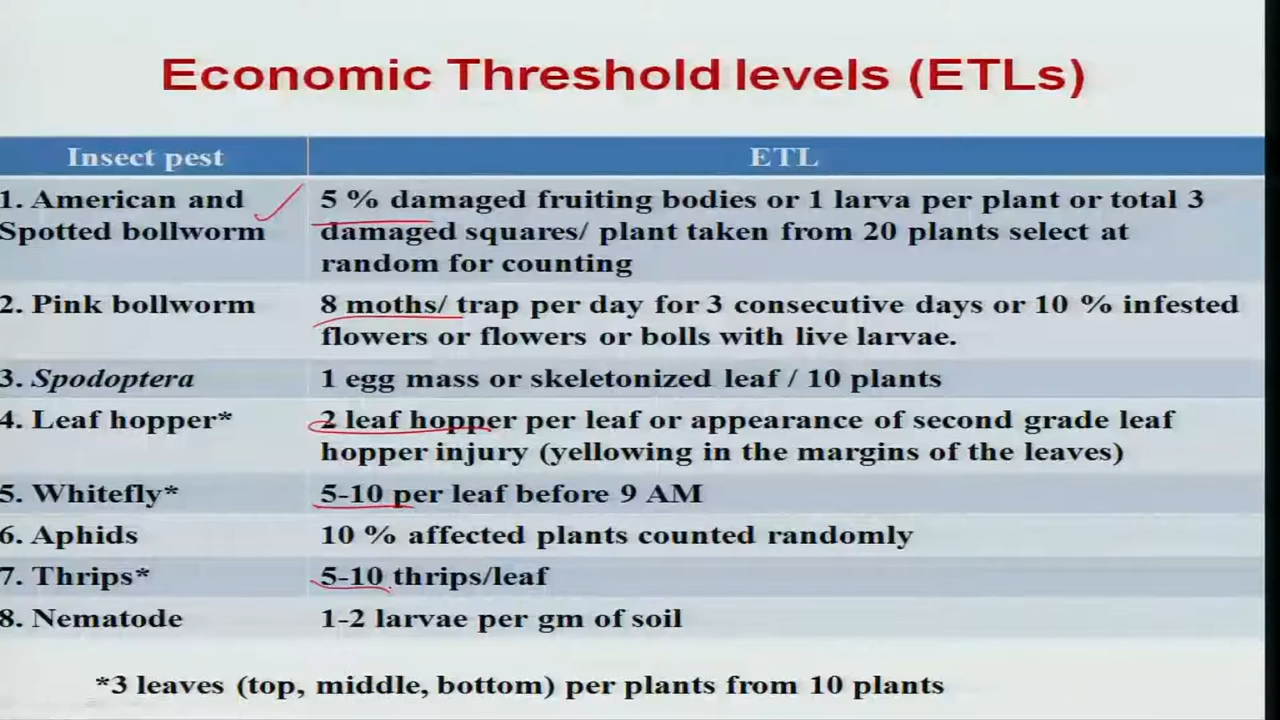 Economic Threshold levels (ETLs)
Insect pest ETL
1. American and Spotted bollworm 5 % damaged fruiting bodies or 1 larva per plant or total 3
damaged squares/ plant taken from 20 plants select at
random for counting
2. Pink bollworm 8 moths/ trap per day for 3 consecutive days or 10 % infested
flowers or flowers or bolls with live larvae.
3. Spodoptera 1 egg mass or skeletonized leaf / 10 plants
4. Leaf hopper* 2 leaf hopper per leaf or appearance of second grade leaf
hopper injury (yellowing in the margins of the leaves)
5. Whitefly* 5-10 per leaf before 9 AM
6. Aphids 10 % affected plants counted randomly
7. Thrips* 5-10 thrips/leaf
8. Nematode 1-2 larvae per gm of soil
*3 leaves (top, middle, bottom) per plants from 10 plants